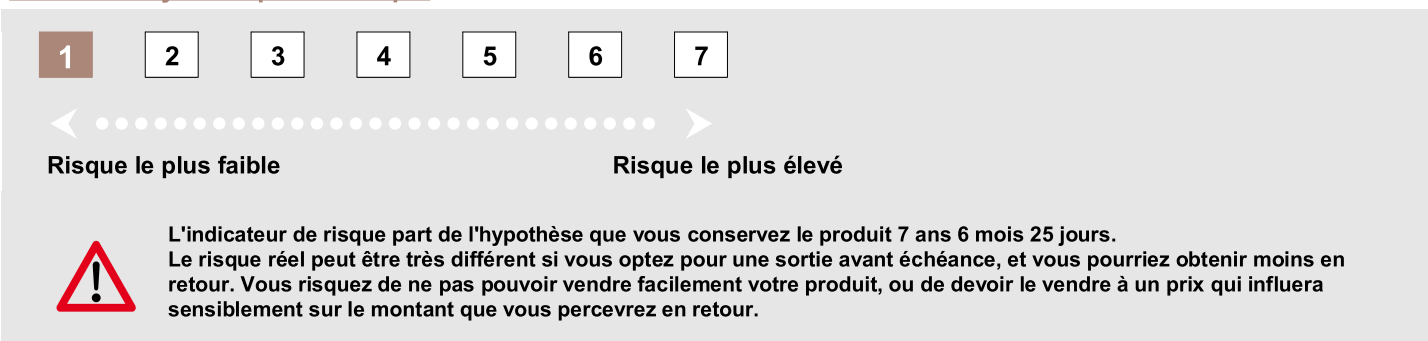 1 2 3 4 5 6 7
Risque le plus faible Risque le plus élevé
L'indicateur de risque part de l'hypothèse que vous conservez le produit 7 ans 6 mois 25 jours.
Le risque réel peut être très différent si vous optez pour une sortie avant échéance, et vous pourriez obtenir moins en
retour. Vous risquez de ne pas pouvoir vendre facilement votre produit, ou de devoir le vendre à un prix qui influera
sensiblement sur le montant que vous percevrez en retour.